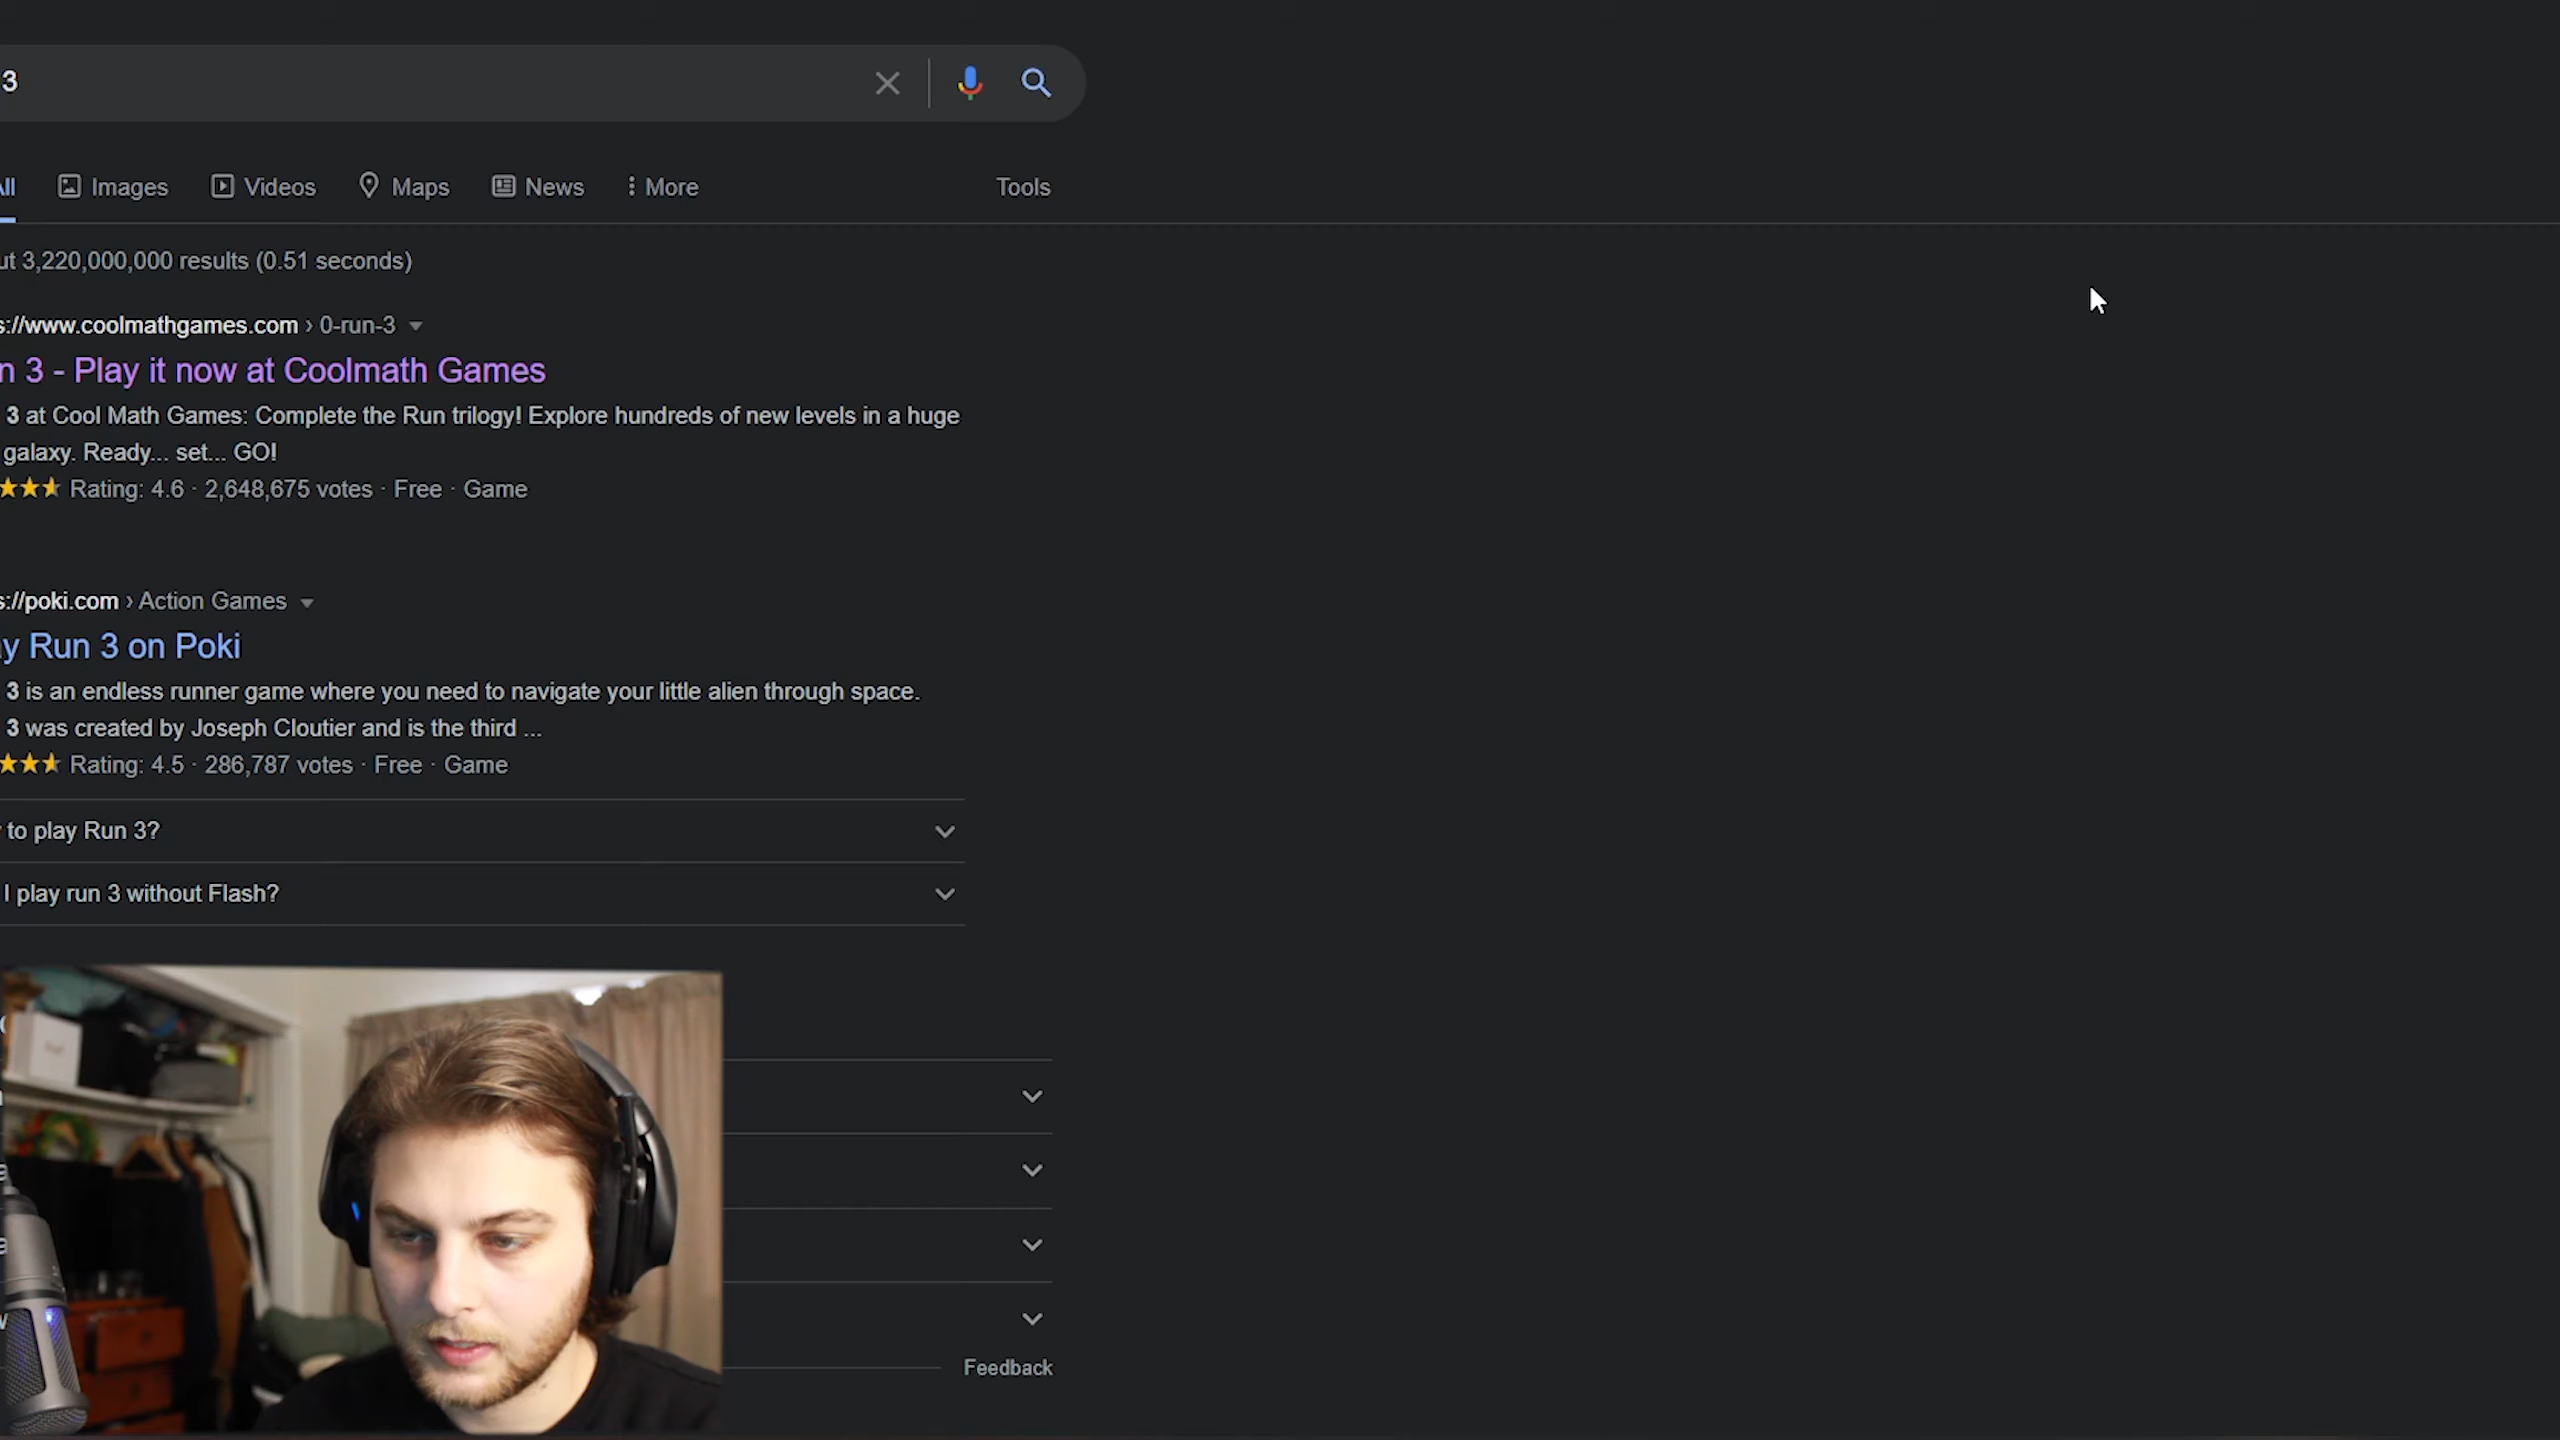 3
All Images Videos Maps News More Tools
ut 3,220,000,000 results (0.51 seconds)
s://www.coolmathgames.com › 0-run-3
n 3 - Play it now at Coolmath Games
3 at Cool Math Games: Complete the Run trilogy! Explore hundreds of new levels in a huge
galaxy. Ready... set... GO!
Rating: 4.6 · 2,648,675 votes · Free · Game
s://poki.com › Action Games
ay Run 3 on Poki
3 is an endless runner game where you need to navigate your little alien through space.
3 was created by Joseph Cloutier and is the third ...
Rating: 4.5 · 286,787 votes · Free · Game
to play Run 3?
I play run 3 without Flash?
Feedback